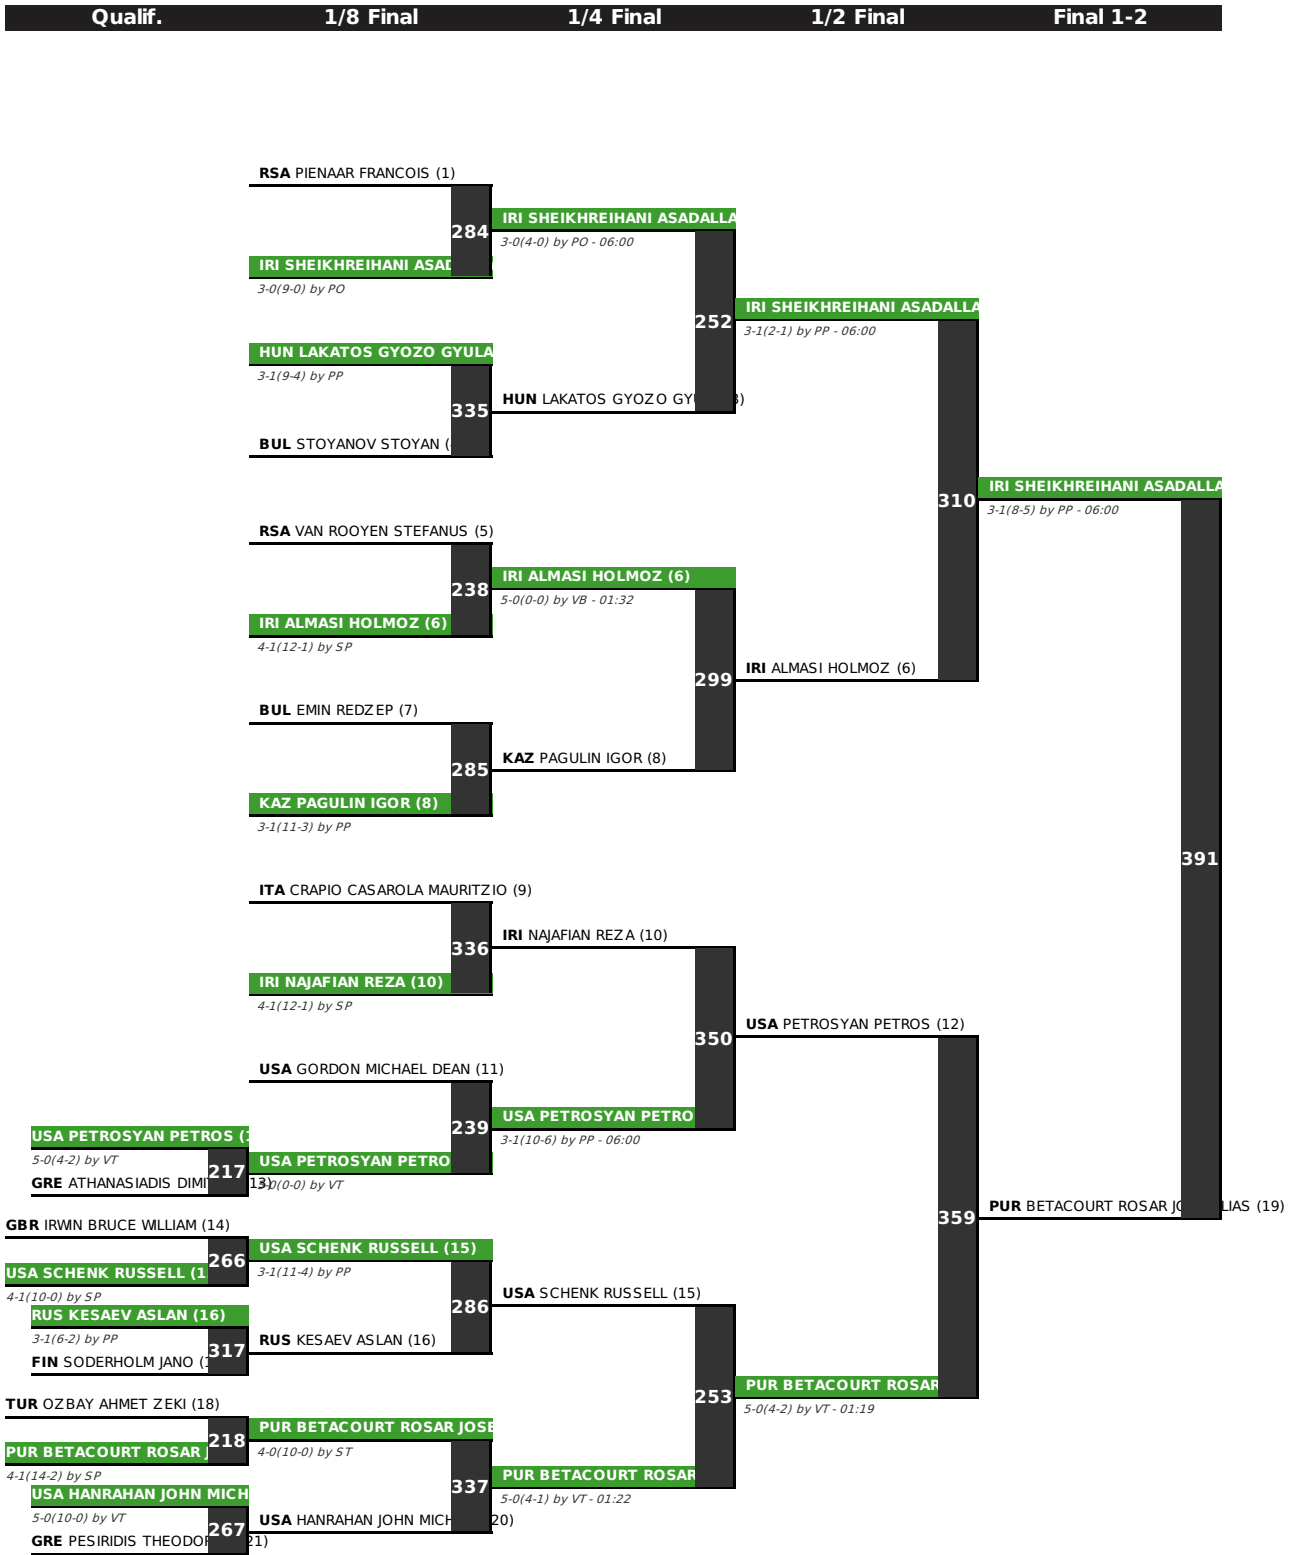 Qualif. 1/8 Final 1/4 Final 1/2 Final Final 1-2
RSA PIENAAR FRANCOIS (1)
284
IRI SHEIKHREIHANI ASAD
3-0(9-0) by PO
HUN LAKATOS GYOZO GYULA
3-1(9-4) by PP
335
BUL STOYANOV STOYAN (
RSA VAN ROOYEN STEFANUS (5)
238
IRI ALMASI HOLMOZ (6)
4-1(12-1) by SP
BUL EMIN REDZEP (7)
285
KAZ PAGULIN IGOR (8)
3-1(11-3) by PP
ITA CRAPIO CASAROLA MAURITZIO (9)
336
IRI NAJAFIAN REZA (10)
4-1(12-1) by SP
USA GORDON MICHAEL DEAN (11)
239
USA PETROSYAN PETRO
5-0(0-0) by VT
USA PETROSYAN PETROS (1
5-0(4-2) by VT
217
GRE ATHANASIADIS DIMI 13)
GBR IRWIN BRUCE WILLIAM (14)
266
USA SCHENK RUSSELL (1
4-1(10-0) by SP
USA SCHENK RUSSELL (15)
3-1(11-4) by PP
286
RUS KESAEV ASLAN (16)
RUS KESAEV ASLAN (16)
3-1(6-2) by PP
317
FIN SODERHOLM JANO (1
TUR OZBAY AHMET ZEKI (18)
218
PUR BETACOURT ROSAR J
4-1(14-2) by SP
PUR BETACOURT ROSAR JOSE
4-0(10-0) by ST
337
USA HANRAHAN JOHN MICH 20)
USA HANRAHAN JOHN MICH
5-0(10-0) by VT
267
GRE PESIRIDIS THEODOR 21)
IRI SHEIKHREIHANI ASADALLA
3-0(4-0) by PO - 06:00
252
HUN LAKATOS GYOZO GYU 3)
IRI ALMASI HOLMOZ (6)
5-0(0-0) by VB - 01:32
299
KAZ PAGULIN IGOR (8)
IRI NAJAFIAN REZA (10)
350
USA PETROSYAN PETRO
3-1(10-6) by PP - 06:00
USA SCHENK RUSSELL (15)
253
PUR BETACOURT ROSAR
5-0(4-1) by VT - 01:22
IRI SHEIKHREIHANI ASADALLA
3-1(2-1) by PP - 06:00
310
IRI ALMASI HOLMOZ (6)
USA PETROSYAN PETROS (12)
359
PUR BETACOURT ROSAR
5-0(4-2) by VT - 01:19
IRI SHEIKHREIHANI ASADALLA
3-1(8-5) by PP - 06:00
391
PUR BETACOURT ROSAR JO LIAS (19)